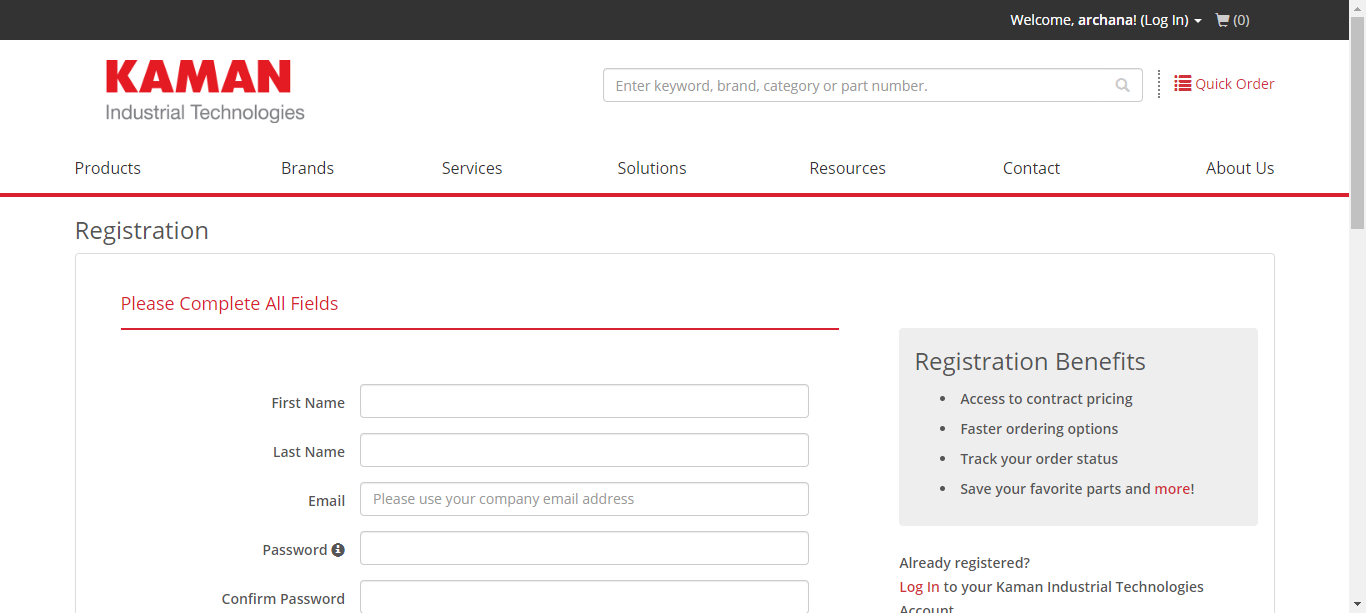 Welcome, archana! (Log In) (0)
KAMAN
Industrial Technologies
Enter keyword, brand, category or part number.
Quick Order
Products Brands Services Solutions Resources Contact About Us
Registration
Please Complete All Fields
First Name
Last Name
Email Please use your company email address
Password
Confirm Password
Registration Benefits
• Access to contract pricing
• Faster ordering options
• Track your order status
• Save your favorite parts and more!
Already registered?
Log In to your Kaman Industrial Technologies
Account